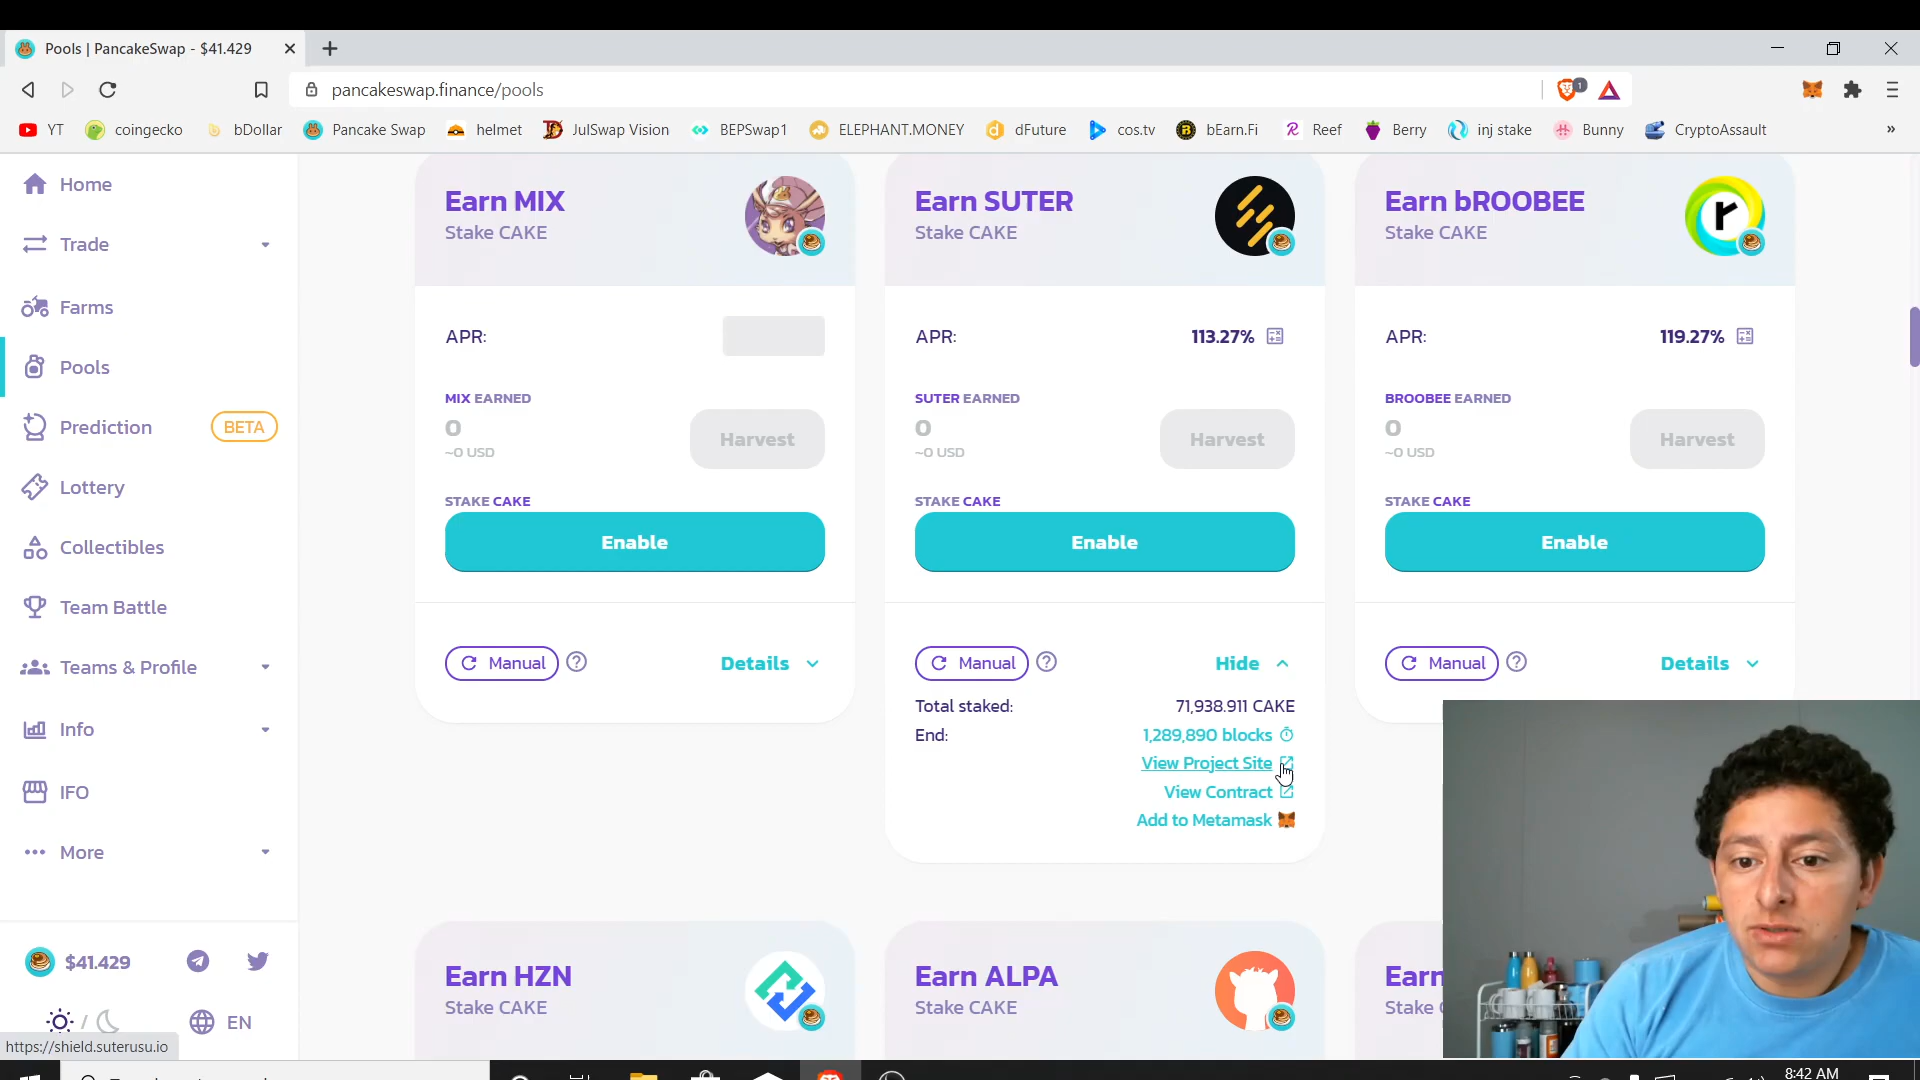 Pools | PancakeSwap - $41.429
pancakeswap.finance/pools
1
YT
coingecko
bDollar
Pancake Swap
helmet
JulSwap Vision
BEPSwap1
ELEPHANT.MONEY
dFuture
cos.tv
bEarn.Fi
Reef
Berry
inj stake
Bunny
CryptoAssault
»
Home
Trade
Farms
Pools
Prediction BETA
Lottery
Collectibles
Team Battle
Teams & Profile
Info
IFO
More
$41.429
/
EN
https://shield.suterusu.io
Earn MIX
Stake CAKE
APR:
MIX EARNED
0
~0 USD
Harvest
STAKE CAKE
Enable
Manual
Details
Earn SUTER
Stake CAKE
APR: 113.27%
SUTER EARNED
0
~0 USD
Harvest
STAKE CAKE
Enable
Manual
Hide
Total staked: 71,938.911 CAKE
End: 1,289,890 blocks
View Project Site
View Contract
Add to Metamask
Earn bROOBEE
Stake CAKE
APR: 119.27%
BROOBEE EARNED
0
~0 USD
Harvest
STAKE CAKE
Enable
Manual
Details
Earn HZN
Stake CAKE
Earn ALPA
Stake CAKE
Earn
Stake
8:42 AM